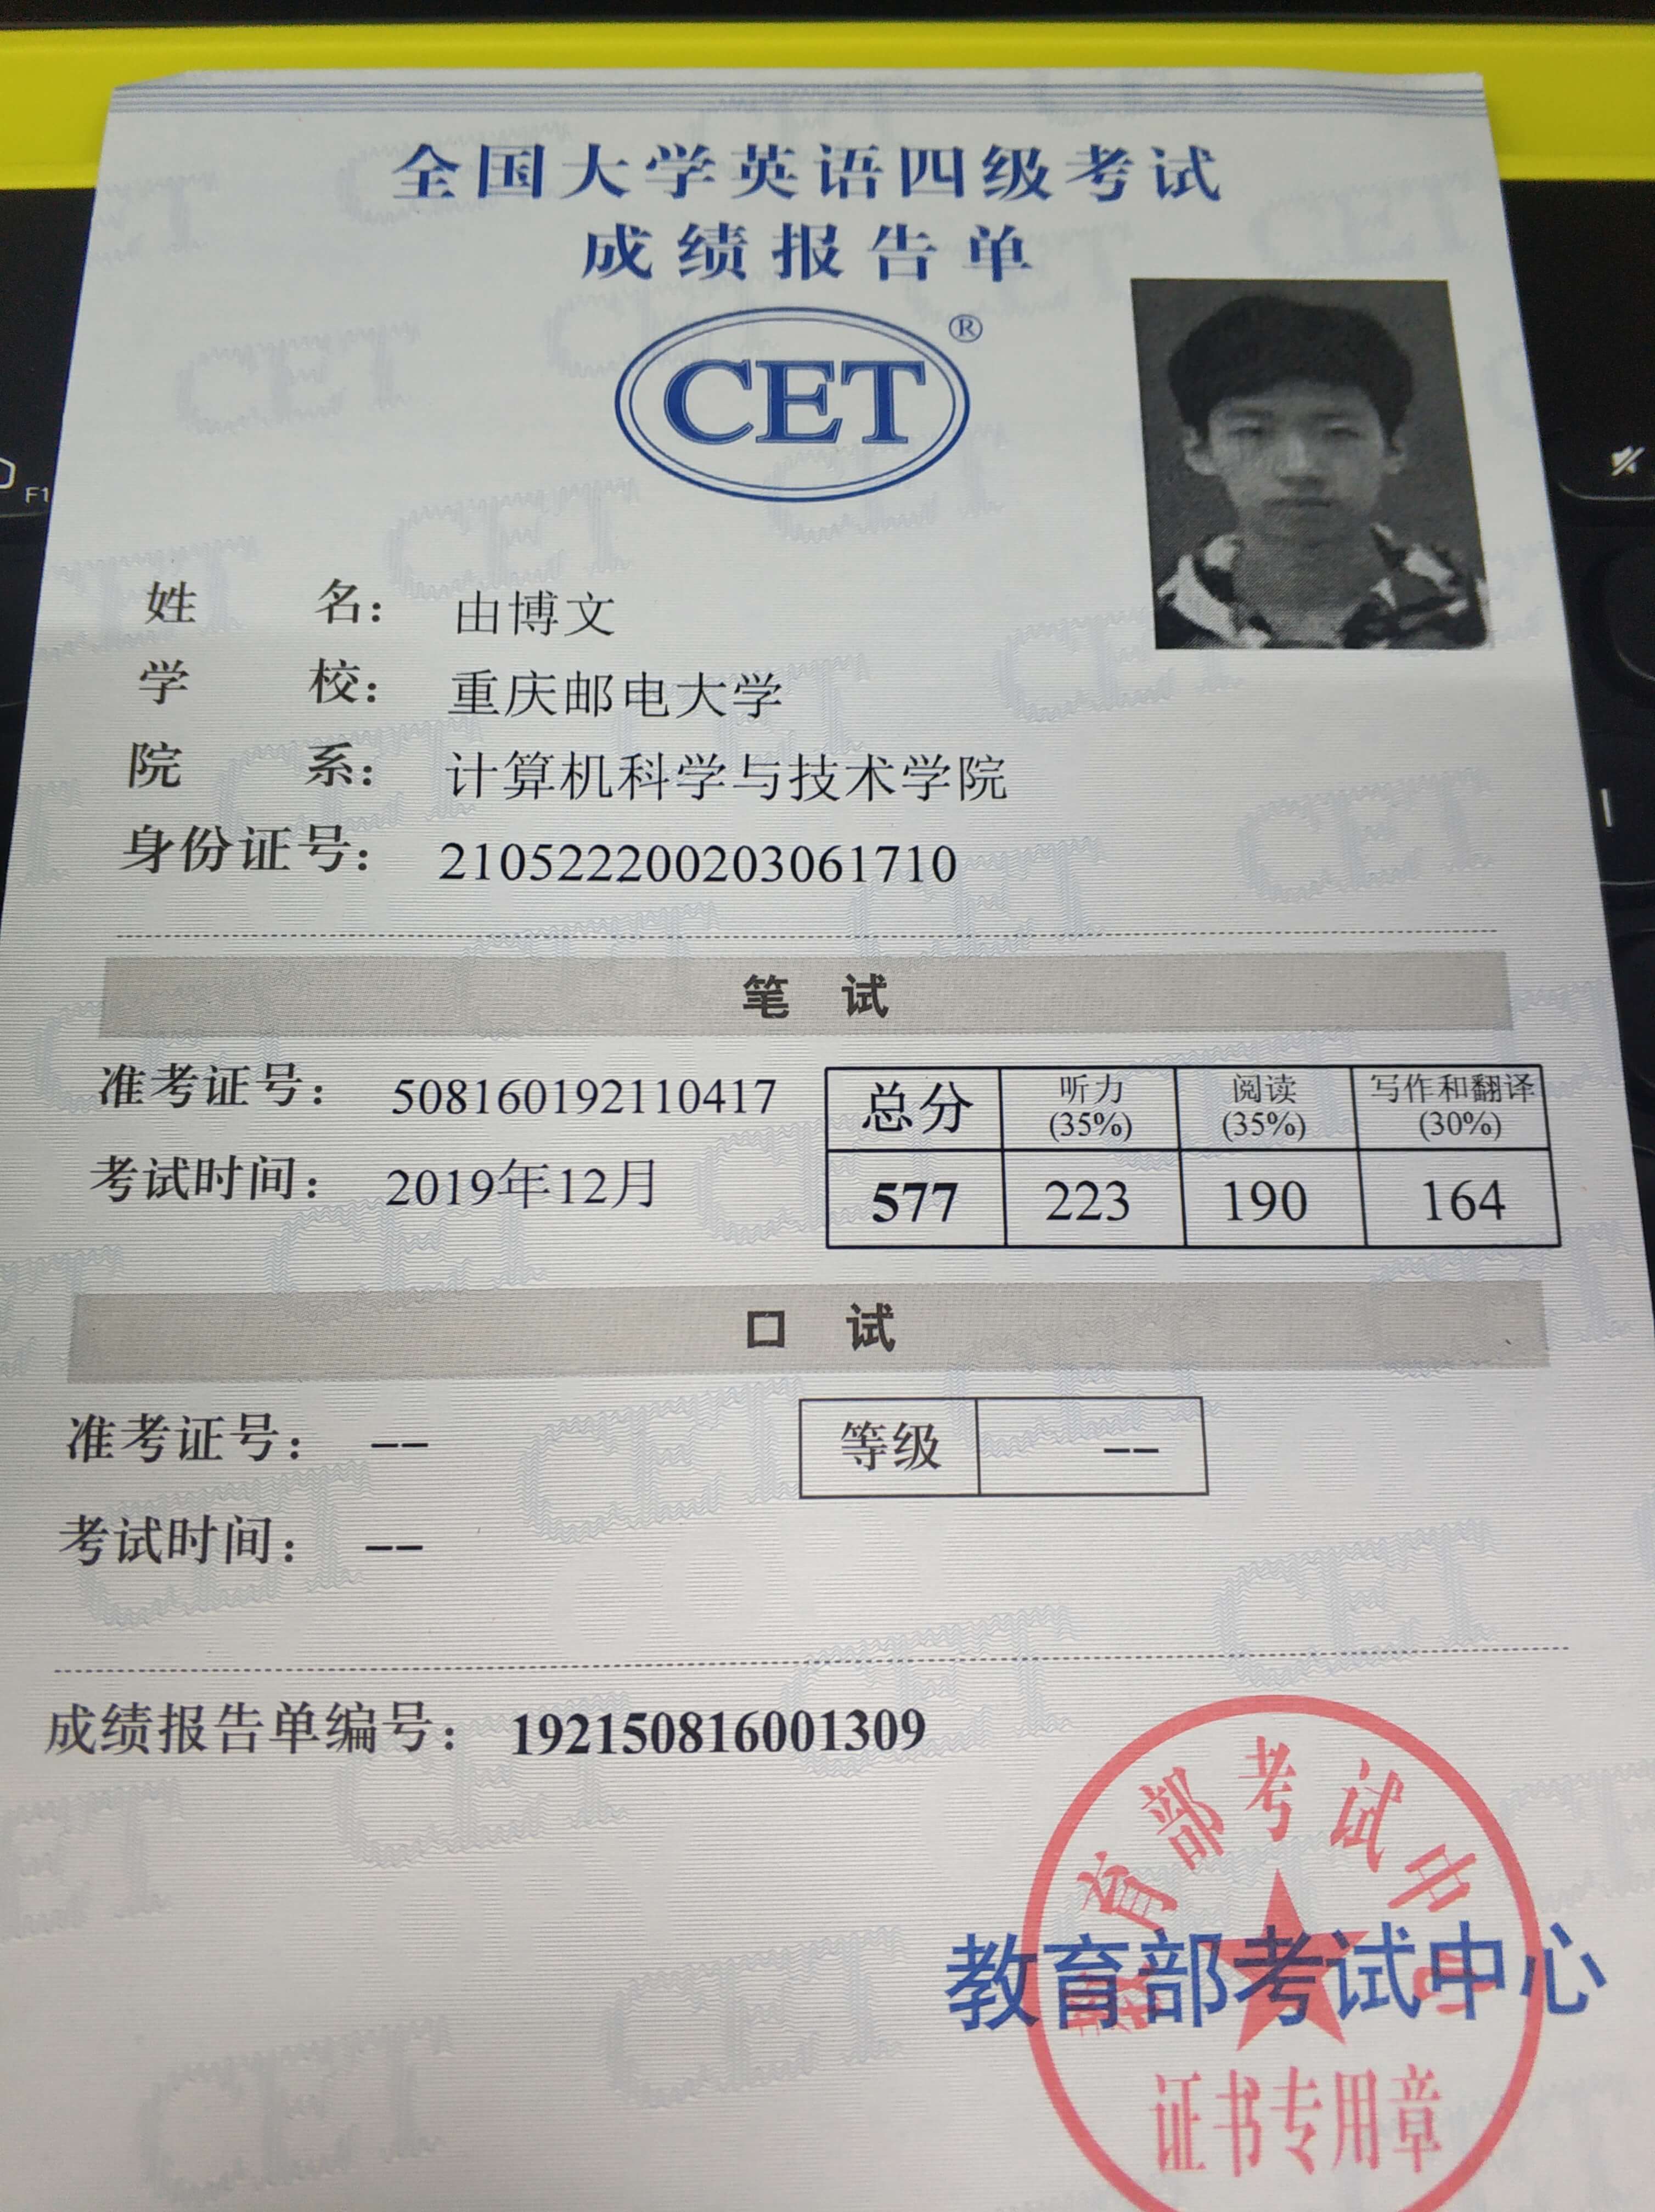 全国大学英语四级考试
成绩报告单
CET®
姓名： 由博文
学校： 重庆邮电大学
院系： 计算机科学与技术学院
身份证号： 210522200203061710
笔试
准考证号： 508160192110417
考试时间： 2019年12月
总分 听力(35%) 阅读(35%) 写作和翻译(30%)
577 223 190 164
口试
准考证号： --
考试时间： --
等级 --
成绩报告单编号： 192150816001309
教育部考试中心
教育部考试中心
证书专用章
F1